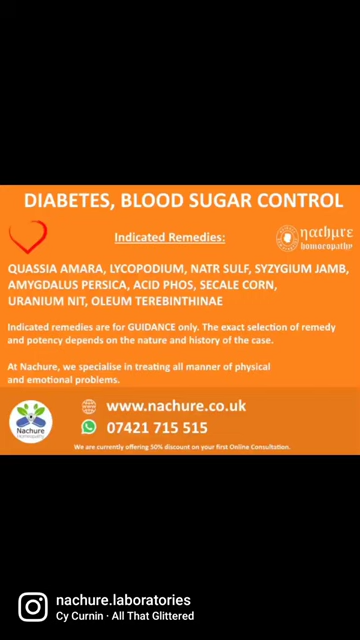 DIABETES, BLOOD SUGAR CONTROL
Indicated Remedies:
nachure
homoeopathy
QUASSIA AMARA, LYCOPODIUM, NATR SULF, SYZYGIUM JAMB,
AMYGDALUS PERSICA, ACID PHOS, SECALE CORN,
URANIUM NIT, OLEUM TEREBINTHINAE
Indicated remedies are for GUIDANCE only. The exact selection of remedy
and potency depends on the nature and history of the case.
At Nachure, we specialise in treating all manner of physical
and emotional problems.
Nachure
Homeopathy
www.nachure.co.uk
07421 715 515
We are currently offering 50% discount on your first Online Consultation.
nachure.laboratories
Cy Curnin · All That Glittered